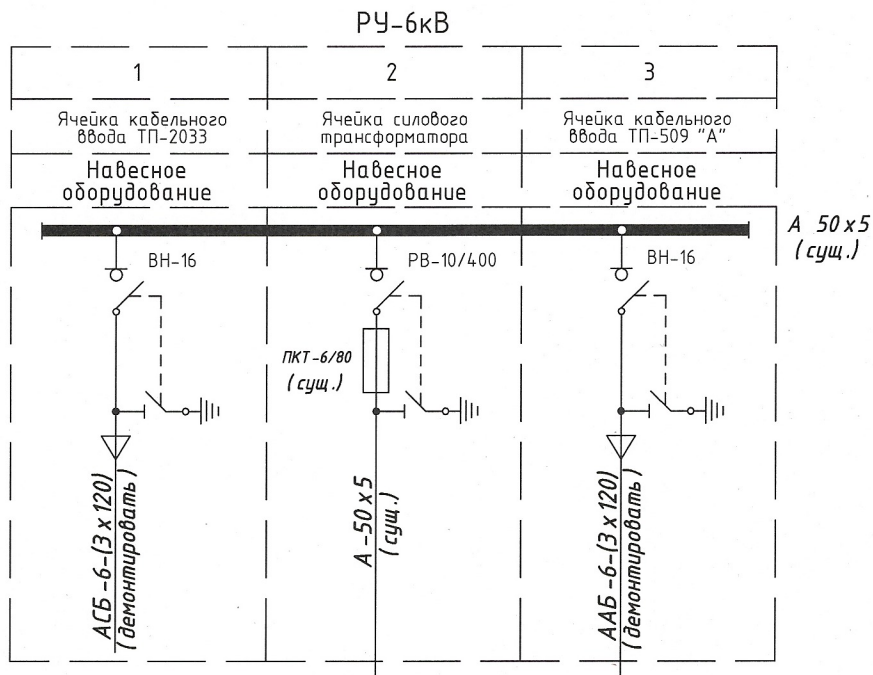 РУ-6кВ
1
2
3
Ячейка кабельного
ввода ТП-2033
Ячейка силового
трансформатора
Ячейка кабельного
ввода ТП-509 "А"
Навесное
оборудование
Навесное
оборудование
Навесное
оборудование
А 50х5
(сущ.)
ВН-16
РВ-10/400
ВН-16
ПКТ-6/80
(сущ.)
АСБ-6-(3х120)
(демонтировать)
А-50х5
(сущ.)
ААБ-6-(3х120)
(демонтировать)